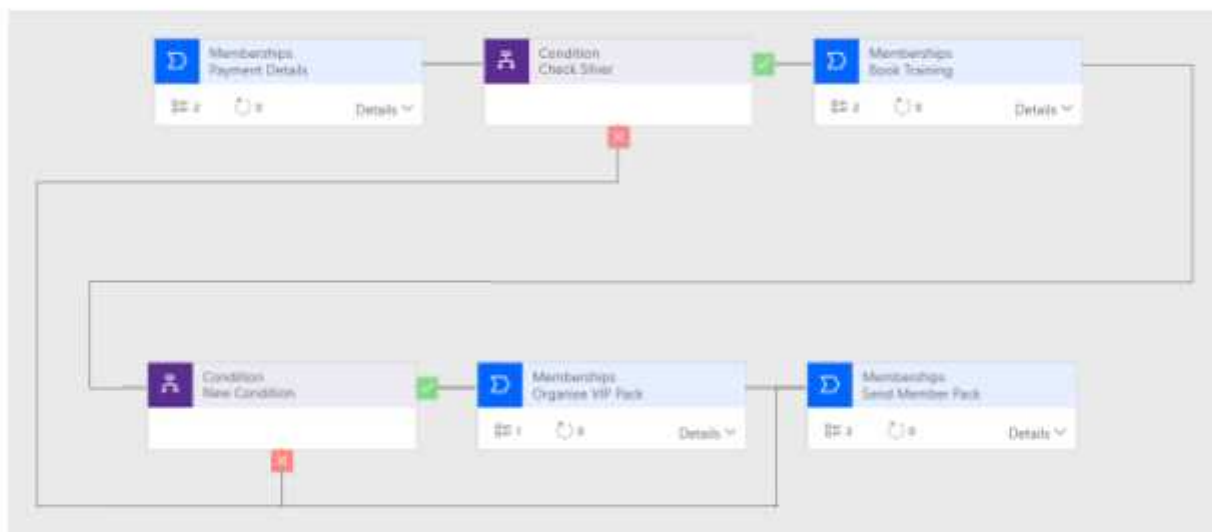 Memberships
Payment Details
Details
Condition
Check Silver
Memberships
Book Training
Details
Condition
New Condition
Memberships
Organise VIP Pack
1
Details
Memberships
Send Member Pack
Details